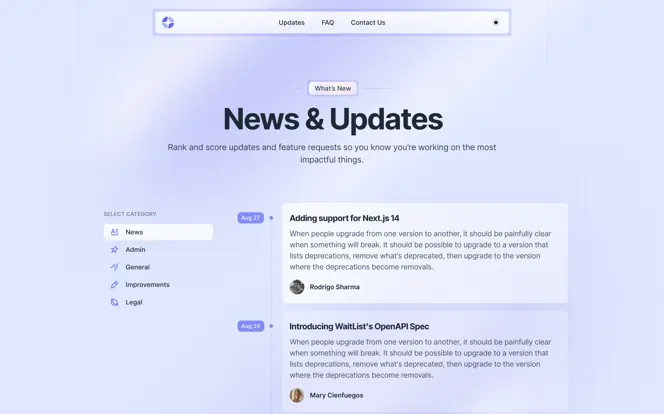 Updates
FAQ
Contact Us
What's New
News & Updates
Rank and score updates and feature requests so you know you're working on the most
impactful things.
SELECT CATEGORY
News
Admin
General
Improvements
Legal
Aug 27
Adding support for Next.js 14
When people upgrade from one version to another, it should be painfully clear
when something will break. It should be possible to upgrade to a version that
lists deprecations, remove what's deprecated, then upgrade to the version
where the deprecations become removals.
Rodrigo Sharma
Aug 24
Introducing WaitList's OpenAPI Spec
When people upgrade from one version to another, it should be painfully clear
when something will break. It should be possible to upgrade to a version that
lists deprecations, remove what's deprecated, then upgrade to the version
where the deprecations become removals.
Mary Cienfuegos